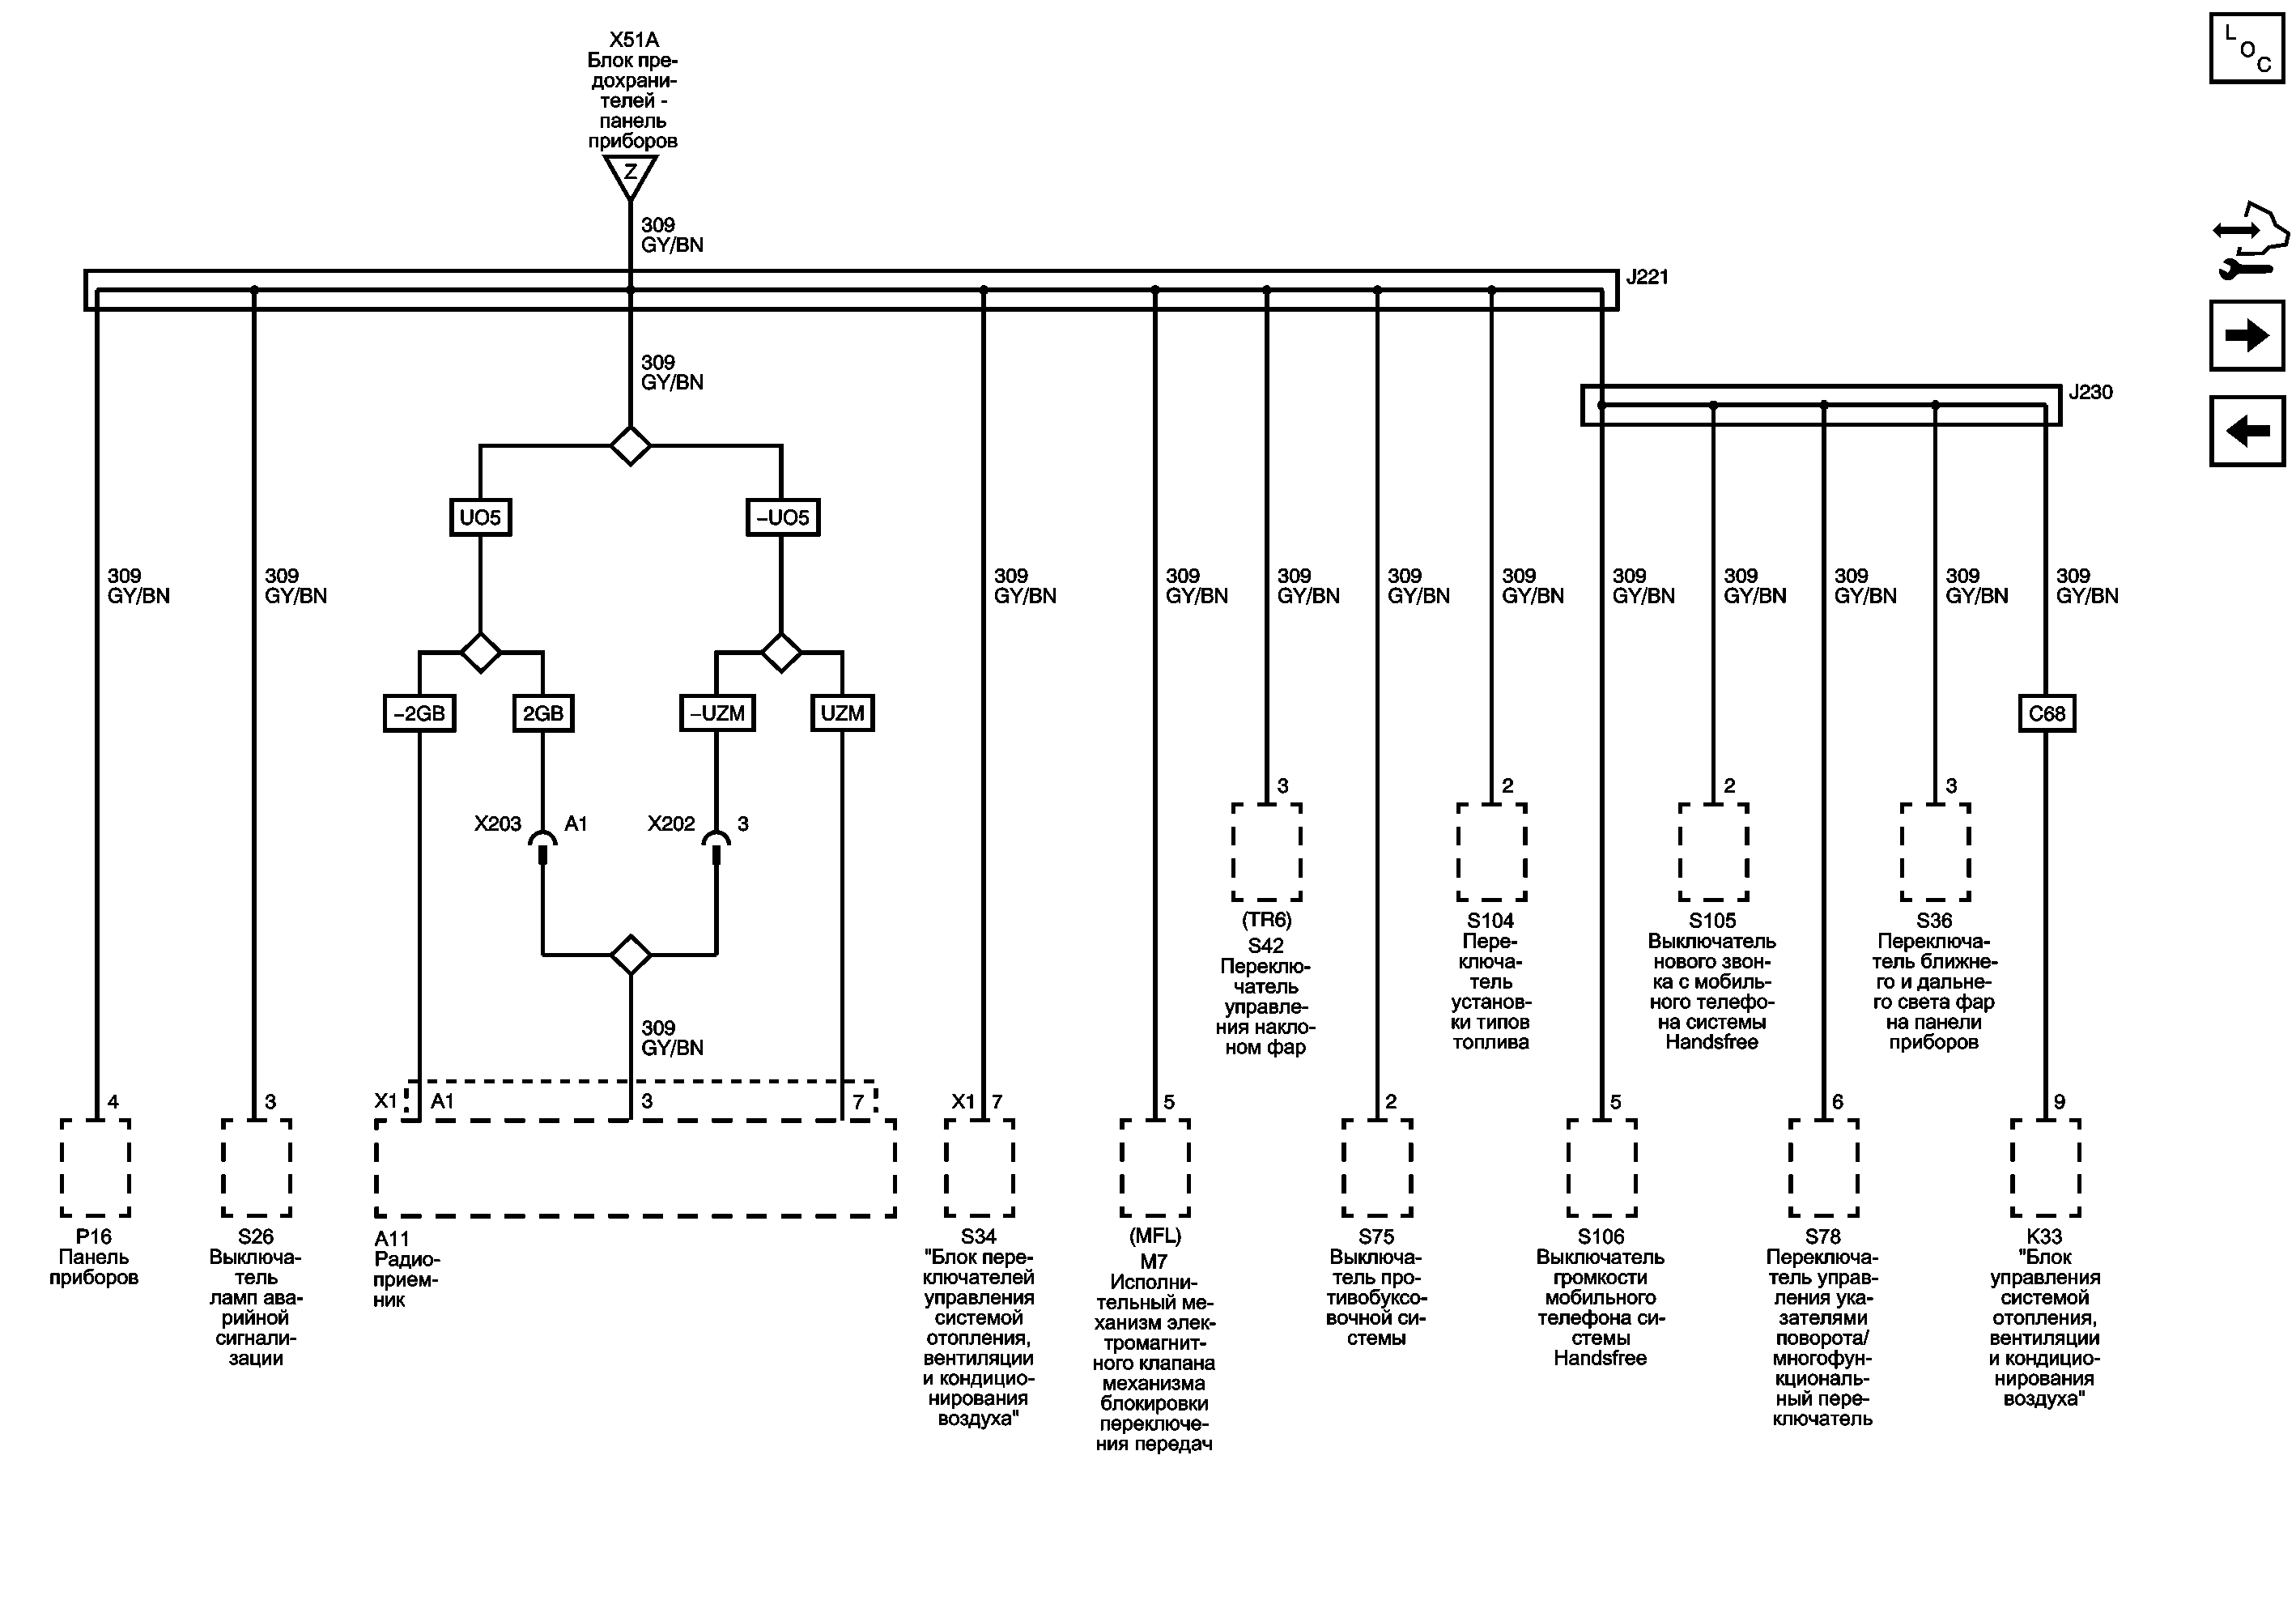 X51A
Блок пре-
дохрани-
телей -
панель
приборов
Z
309
GY/BN
J221
309
GY/BN
J230
UO5
–UO5
309
GY/BN
309
GY/BN
309
GY/BN
309
GY/BN
309
GY/BN
309
GY/BN
309
GY/BN
309
GY/BN
309
GY/BN
309
GY/BN
309
GY/BN
309
GY/BN
–2GB
2GB
–UZM
UZM
C68
X203
A1
X202
3
3
2
2
3
(TR6)
S42
Переклю-
чатель
управле-
ния накло-
ном фар
S104
Пере-
ключа-
тель
установ-
ки типов
топлива
S105
Выключатель
нового звон-
ка с мобиль-
ного телефо-
на системы
Handsfree
S36
Переключа-
тель ближне-
го и дальне-
го света фар
на панели
приборов
309
GY/BN
4
3
X1
A1
3
7
X1
7
5
2
5
6
9
P16
Панель
приборов
S26
Выключа-
тель
ламп ава-
рийной
сигнали-
зации
A11
Радио-
прием-
ник
S34
"Блок пере-
ключателей
управления
системой
отопления,
вентиляции
и кондицио-
нирования
воздуха"
(MFL)
M7
Исполни-
тельный ме-
ханизм элек-
тромагнит-
ного клапана
механизма
блокировки
переключе-
ния передач
S75
Выключа-
тель про-
тивобуксо-
вочной си-
стемы
S106
Выключатель
громкости
мобильного
телефона си-
стемы
Handsfree
S78
Переключа-
тель управ-
ления ука-
зателями
поворота/
многофун-
кциональ-
ный пере-
ключатель
K33
"Блок
управления
системой
отопления,
вентиляции
и кондицио-
нирования
воздуха"
L
O
C